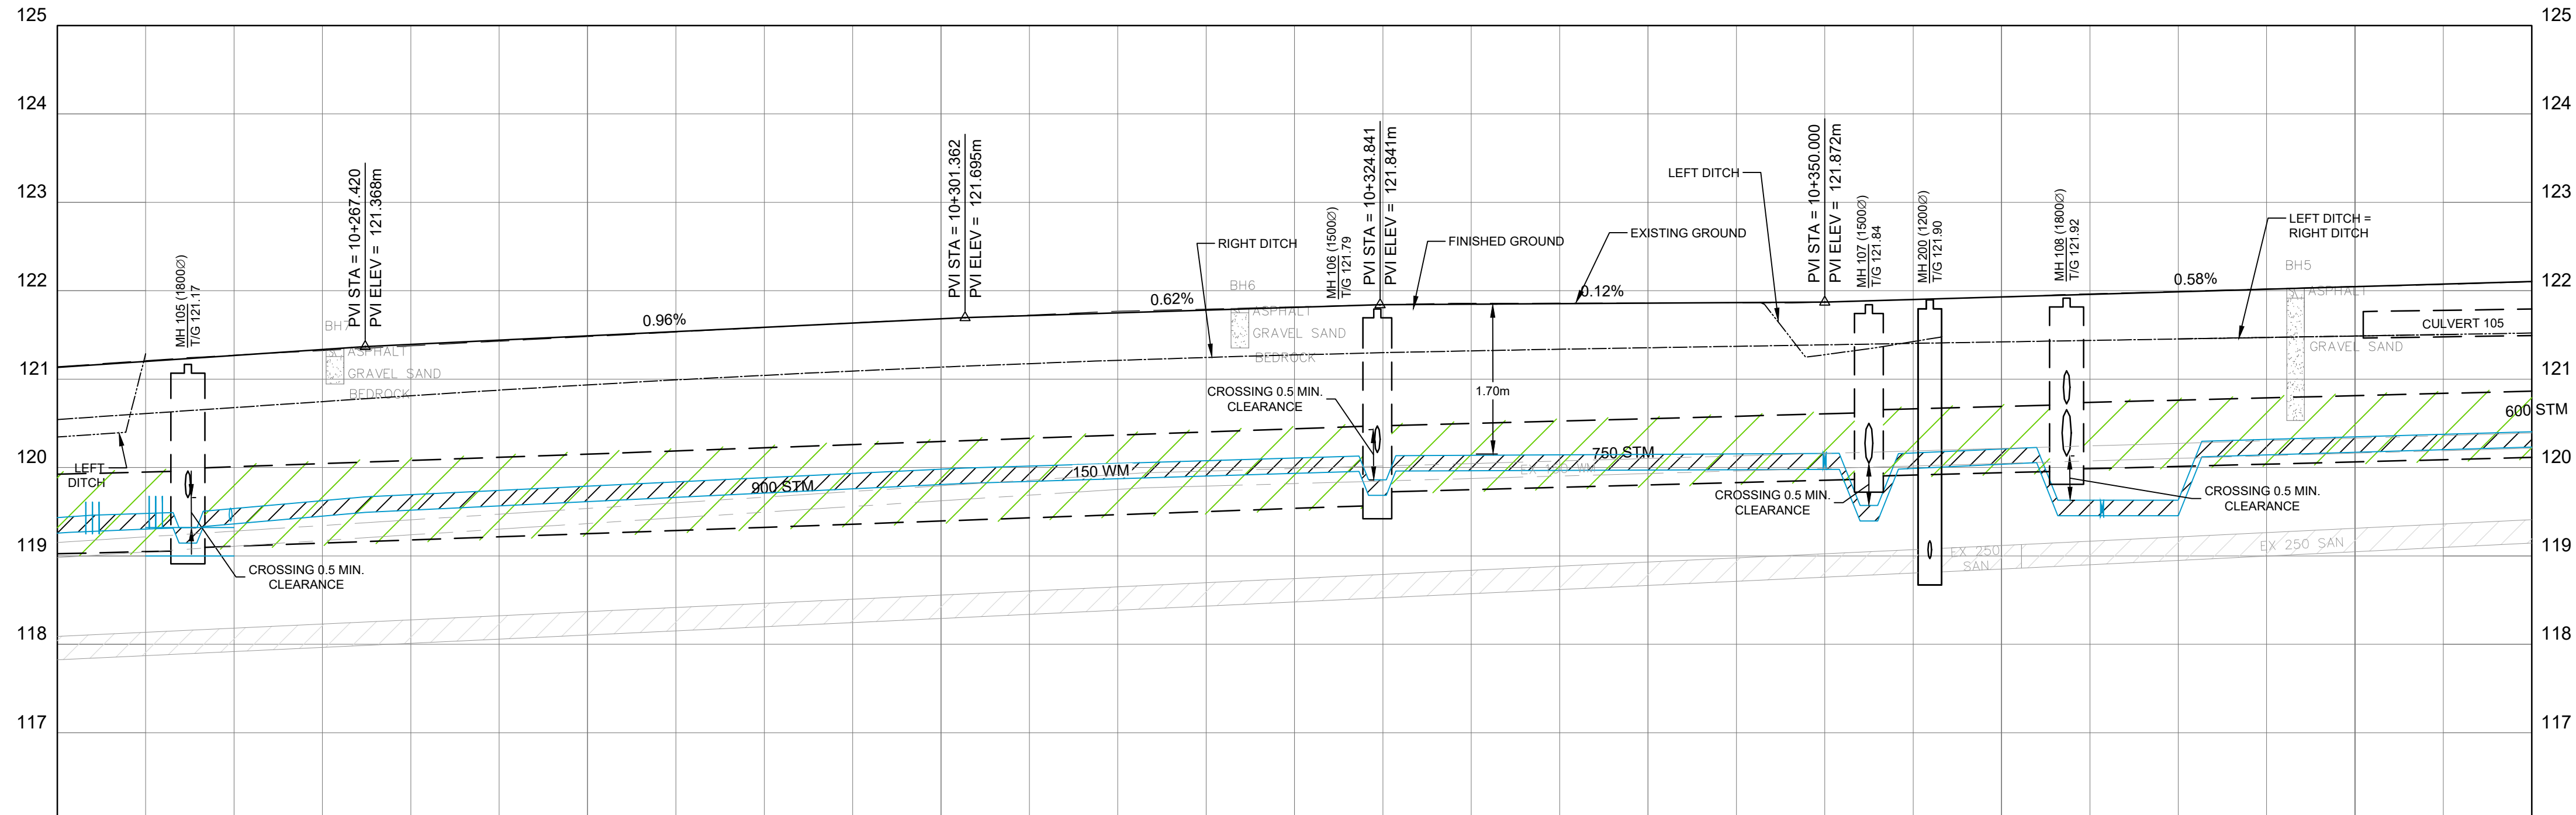 125
125
124
124
123
123
122
122
121
121
120
120
119
119
118
118
117
117
MH 105 (1800Ø)
T/G 121.17
PVI STA = 10+267.420
PVI ELEV = 121.368m
PVI STA = 10+301.362
PVI ELEV = 121.695m
MH 106 (1500Ø)
T/G 121.79
PVI STA = 10+324.841
PVI ELEV = 121.841m
PVI STA = 10+350.000
PVI ELEV = 121.872m
MH 107 (1500Ø)
T/G 121.84
MH 200 (1200Ø)
T/G 121.90
MH 108 (1800Ø)
T/G 121.92
LEFT DITCH
RIGHT DITCH
FINISHED GROUND
EXISTING GROUND
LEFT DITCH =
RIGHT DITCH
0.96%
0.62%
0.12%
0.58%
BH7
ASPHALT
GRAVEL SAND
BEDROCK
BH6
ASPHALT
GRAVEL SAND
BEDROCK
BH5
ASPHALT
GRAVEL SAND
CULVERT 105
1.70m
CROSSING 0.5 MIN.
CLEARANCE
LEFT
DITCH
900 STM
150 WM
750 STM
600 STM
CROSSING 0.5 MIN.
CLEARANCE
CROSSING 0.5 MIN.
CLEARANCE
CROSSING 0.5 MIN.
CLEARANCE
EX 250
SAN
EX 250 SAN